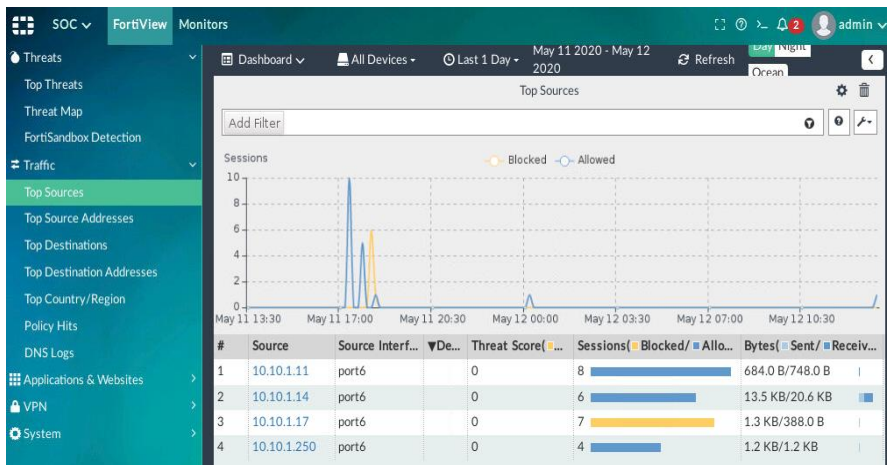 SOC FortiView Monitors 2 admin
Threats
Top Threats
Threat Map
FortiSandbox Detection
Traffic
Top Sources
Top Source Addresses
Top Destinations
Top Destination Addresses
Top Country/Region
Policy Hits
DNS Logs
Applications & Websites
VPN
System
Dashboard All Devices Last 1 Day May 11 2020 - May 12 2020 Refresh Day Night Ocean
Top Sources
Add Filter
Sessions Blocked Allowed
10
8
6
4
2
0
May 11 13:30 May 11 17:00 May 11 20:30 May 12 00:00 May 12 03:30 May 12 07:00 May 12 10:30
# Source Source Interf... ▼De... Threat Score(... Sessions( Blocked/ Allo... Bytes( Sent/ Receiv...
1 10.10.1.11 port6 0 8 684.0 B/748.0 B
2 10.10.1.14 port6 0 6 13.5 KB/20.6 KB
3 10.10.1.17 port6 0 7 1.3 KB/388.0 B
4 10.10.1.250 port6 0 4 1.2 KB/1.2 KB